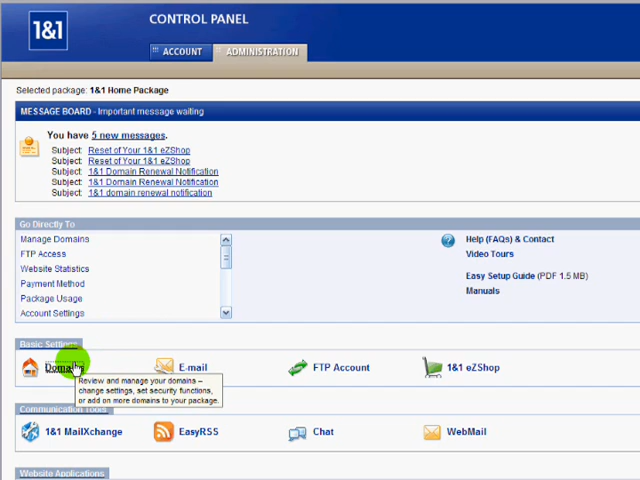 1&1
CONTROL PANEL
ACCOUNT
ADMINISTRATION
Selected package: 1&1 Home Package
MESSAGE BOARD - Important message waiting
You have 5 new messages.
Subject: Reset of Your 1&1 eZShop
Subject: Reset of Your 1&1 eZShop
Subject: 1&1 Domain Renewal Notification
Subject: 1&1 Domain Renewal Notification
Subject: 1&1 domain renewal notification
Go Directly To
Manage Domains
FTP Access
Website Statistics
Payment Method
Package Usage
Account Settings
Help (FAQs) & Contact
Video Tours
Easy Setup Guide (PDF 1.5 MB)
Manuals
Basic Settings
Domains
E-mail
FTP Account
1&1 eZShop
Review and manage your domains –
change settings, set security functions,
or add on more domains to your package.
Communication Tools
1&1 MailXchange
EasyRSS
Chat
WebMail
Website Applications